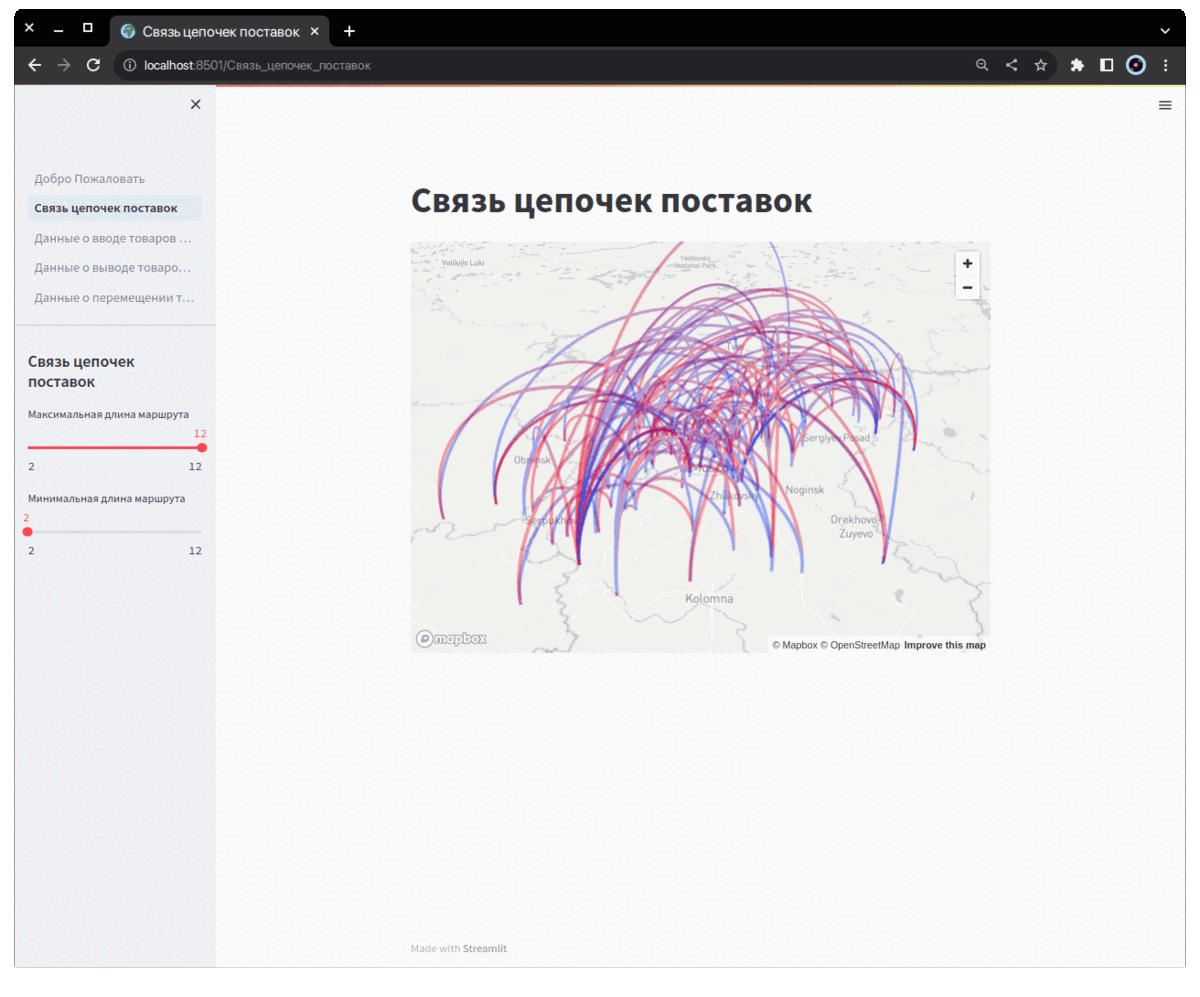 Связь цепочек поставок
localhost:8501/Связь_цепочек_поставок
Добро Пожаловать
Связь цепочек поставок
Данные о вводе товаров …
Данные о выводе товаро…
Данные о перемещении т…
Связь цепочек
поставок
Максимальная длина маршрута
12
2 12
Минимальная длина маршрута
2
2 12
Связь цепочек поставок
Velikiye Luki
Valdaysky
National Park
+
−
Tver
Sergiyev Posad
Obninsk
Moscow
Zhukovsky
Noginsk
Serpukhov
Orekhovo-
Zuyevo
Kolomna
mapbox
© Mapbox © OpenStreetMap Improve this map
Made with Streamlit